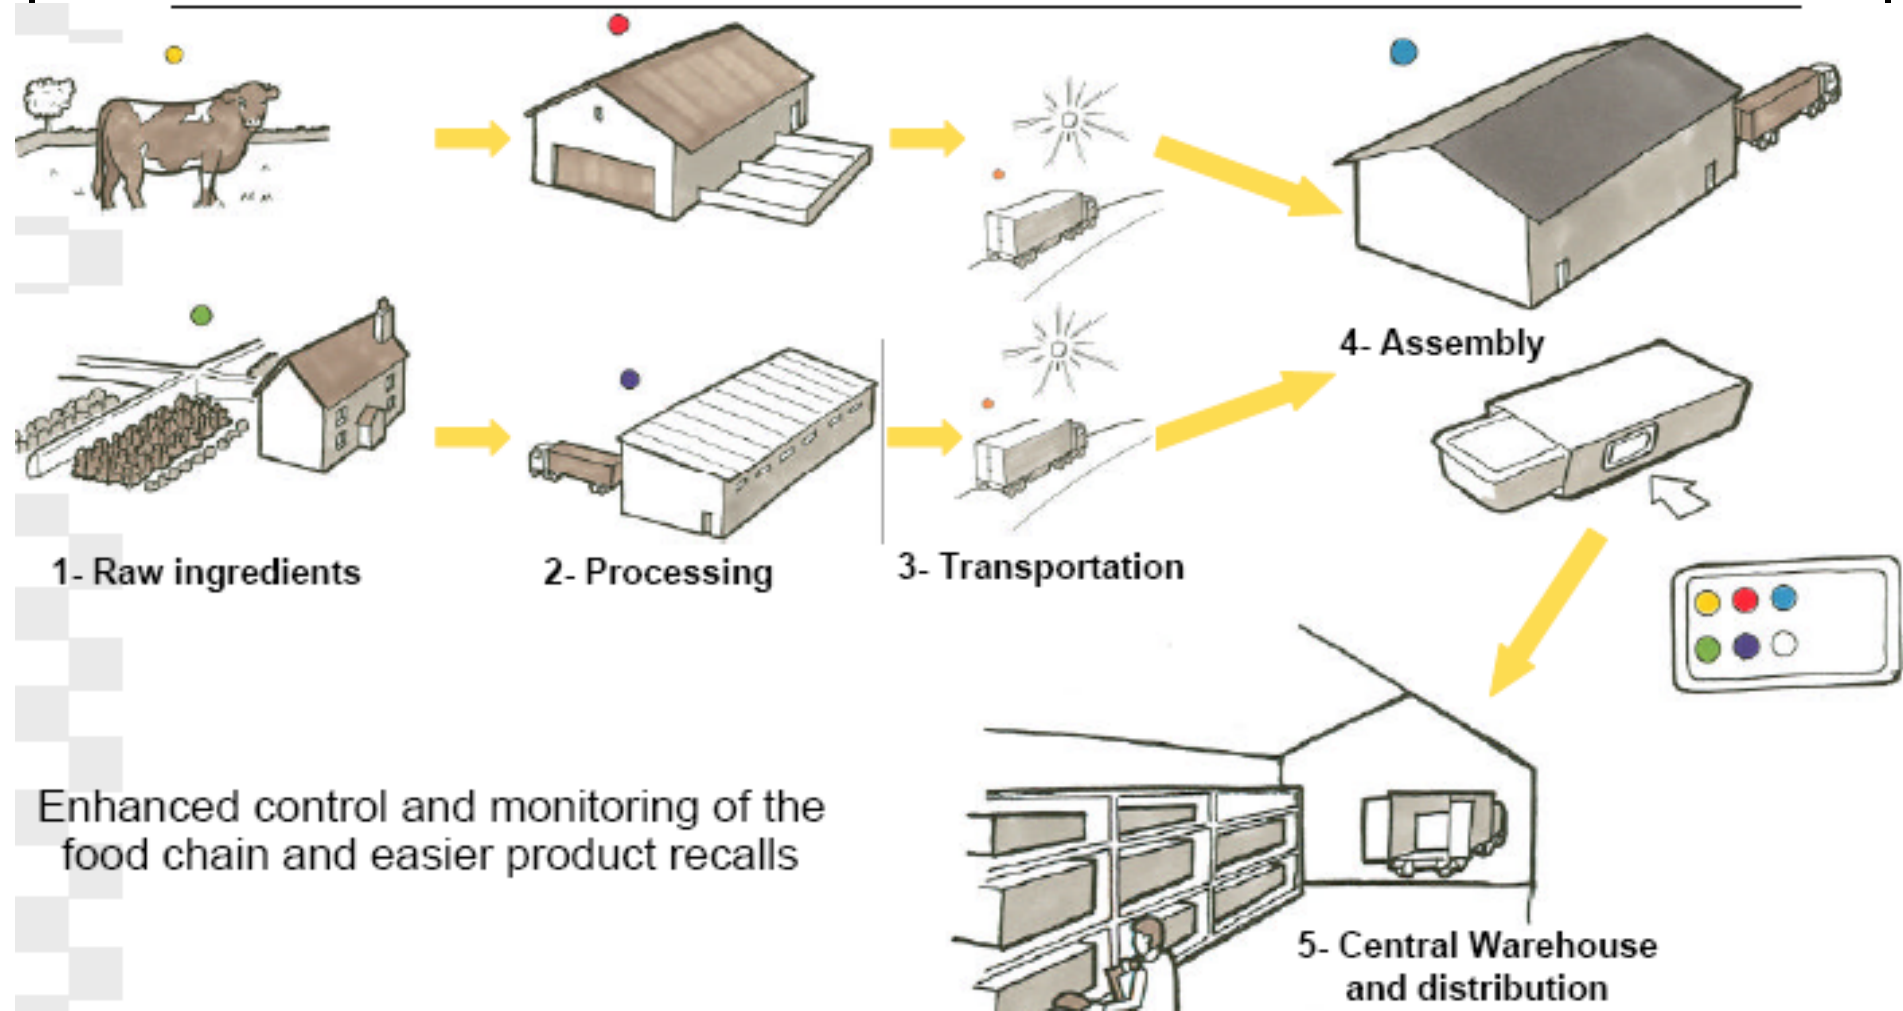 4- Assembly
1- Raw ingredients
2- Processing
3- Transportation
Enhanced control and monitoring of the
food chain and easier product recalls
5- Central Warehouse
and distribution